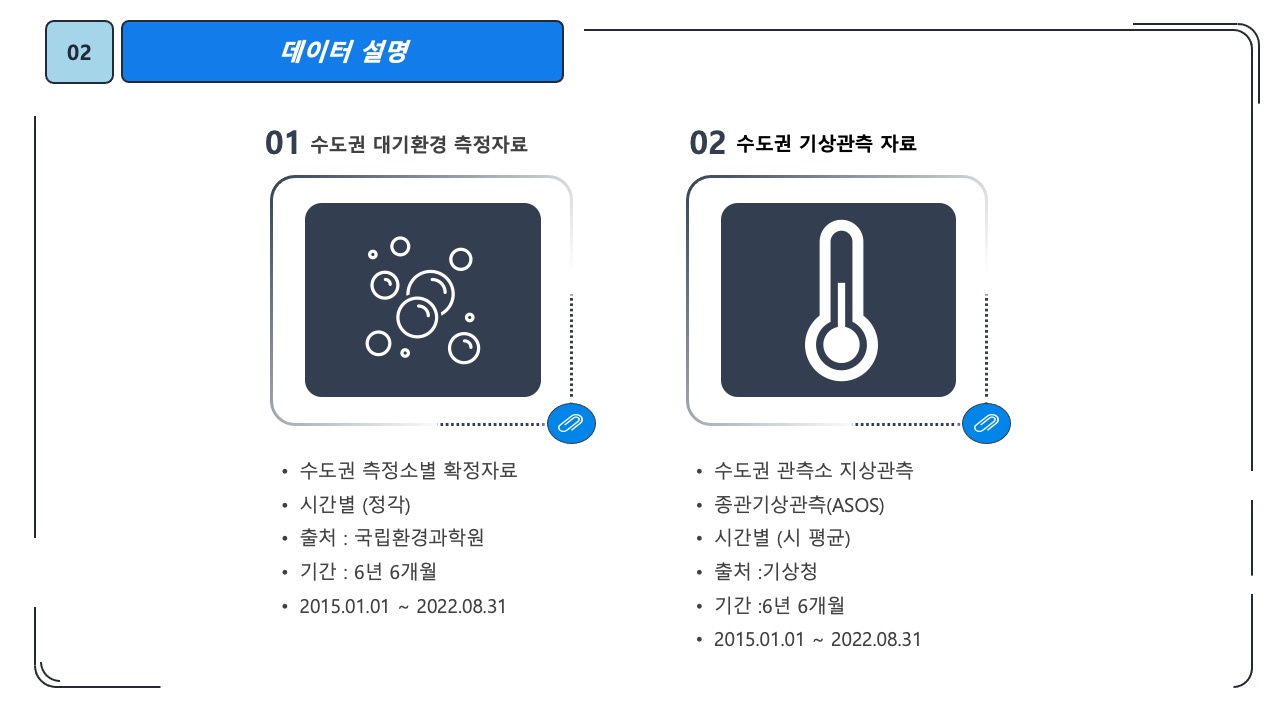 02
데이터 설명
01 수도권 대기환경 측정자료
• 수도권 측정소별 확정자료
• 시간별 (정각)
• 출처 : 국립환경과학원
• 기간 : 6년 6개월
• 2015.01.01 ~ 2022.08.31
02 수도권 기상관측 자료
• 수도권 관측소 지상관측
• 종관기상관측(ASOS)
• 시간별 (시 평균)
• 출처 :기상청
• 기간 :6년 6개월
• 2015.01.01 ~ 2022.08.31